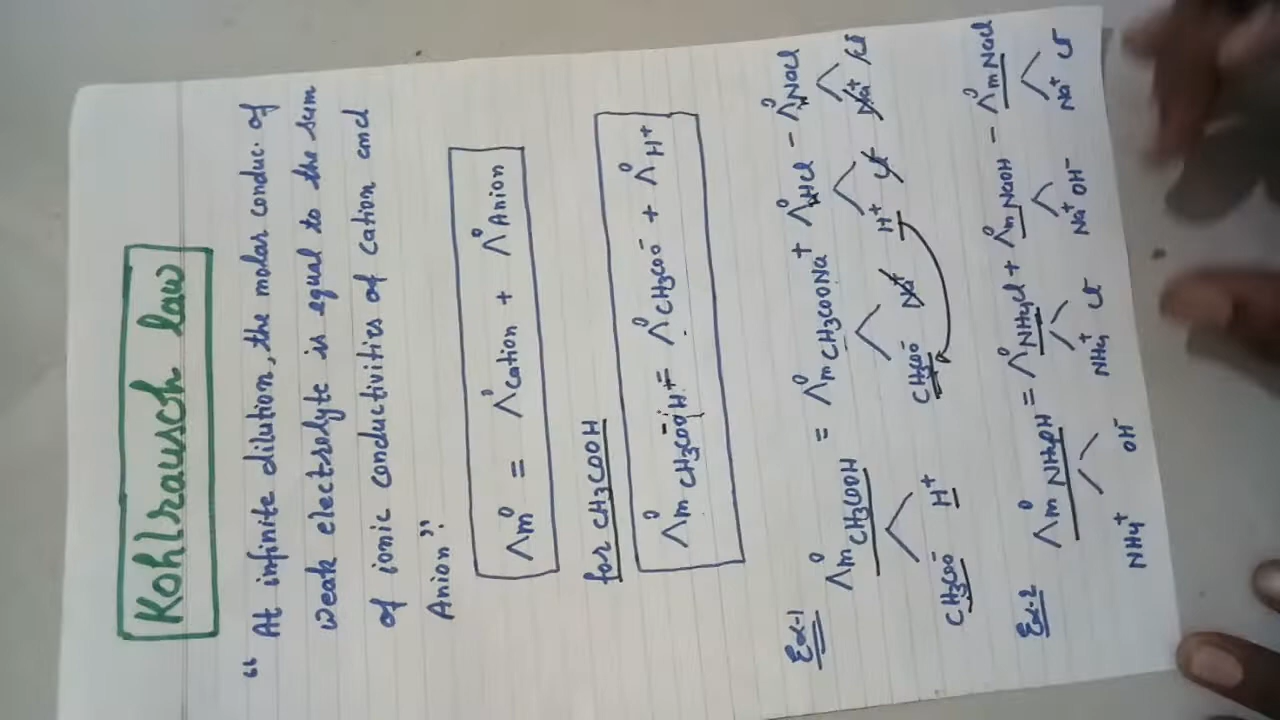 Kohlrausch law
“ At infinite dilution, the molar conduc. of
weak electrolyte is equal to the sum
of ionic conductivities of cation and
Anion”.
Λm° = Λ°Cation + Λ°Anion
for CH3COOH
Λ°m CH3COO⁻H⁺ = Λ°CH3COO⁻ + Λ°H⁺
Ex-1
Λ°m CH3COOH = Λ°m CH3COONa + Λ°m HCl - Λ°m NaCl
CH3COO⁻ H⁺ CH3COO⁻ Na⁺ H⁺ Cl⁻ Na⁺ Cl⁻
Ex-2 Λ°m NH4OH = Λ°m NH4Cl + Λ°m NaOH - Λ°m NaCl
NH4⁺ OH⁻ NH4⁺ Cl⁻ Na⁺ OH⁻ Na⁺ Cl⁻